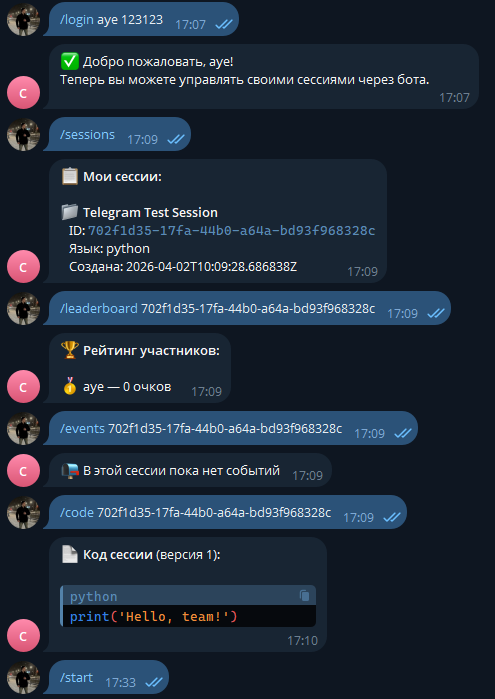 /login aye 123123 17:07
✅ Добро пожаловать, aye!
Теперь вы можете управлять своими сессиями через бота.
17:07
C
/sessions 17:09
📋 Мои сессии:
📁 Telegram Test Session
ID: 702f1d35-17fa-44b0-a64a-bd93f968328c
Язык: python
Создана: 2026-04-02T10:09:28.686838Z
17:09
C
/leaderboard 702f1d35-17fa-44b0-a64a-bd93f968328c 17:09
🏆 Рейтинг участников:
🥇 aye — 0 очков 17:09
C
/events 702f1d35-17fa-44b0-a64a-bd93f968328c 17:09
📭 В этой сессии пока нет событий 17:09
C
/code 702f1d35-17fa-44b0-a64a-bd93f968328c 17:09
📄 Код сессии (версия 1):
python
print('Hello, team!')
17:10
C
/start 17:33